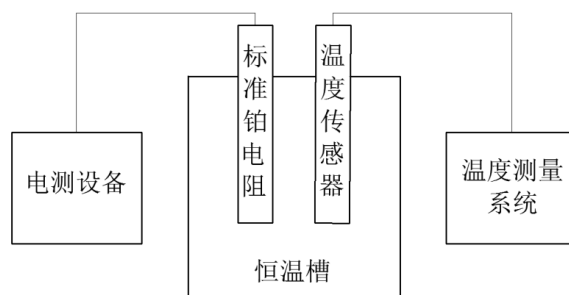 电测设备
标准铂电阻
温度传感器
温度测量
系统
恒温槽